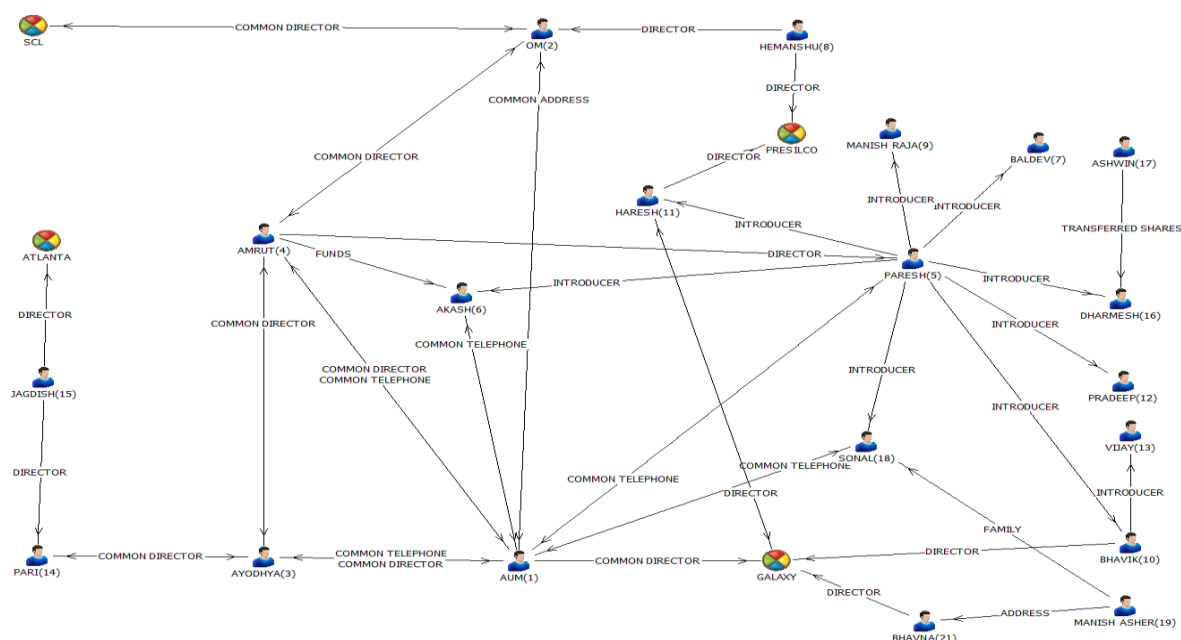 COMMON DIRECTOR
DIRECTOR
SCL
OM(2)
HEMANSHU(8)
DIRECTOR
COMMON ADDRESS
MANISH RAJA(9)
PRESILCO
BALDEV(7)
ASHWIN(17)
COMMON DIRECTOR
DIRECTOR
INTRODUCER
INTRODUCER
HARESH(11)
INTRODUCER
TRANSFERRED SHARES
AMRUT(4)
FUNDS
DIRECTOR
ATLANTA
PARESH(5)
INTRODUCER
INTRODUCER
AKASH(6)
DHARMESH(16)
DIRECTOR
COMMON DIRECTOR
INTRODUCER
COMMON TELEPHONE
COMMON DIRECTOR
COMMON TELEPHONE
INTRODUCER
JAGDISH(15)
PRADEEP(12)
INTRODUCER
VIJAY(13)
SONAL(18)
DIRECTOR
COMMON TELEPHONE
COMMON TELEPHONE
DIRECTOR
INTRODUCER
FAMILY
COMMON DIRECTOR
COMMON TELEPHONE
COMMON DIRECTOR
DIRECTOR
PARI(14)
AYODHYA(3)
AUM(1)
COMMON DIRECTOR
GALAXY
BHAVIK(10)
DIRECTOR
ADDRESS
MANISH ASHER(19)
BHAVNA(21)